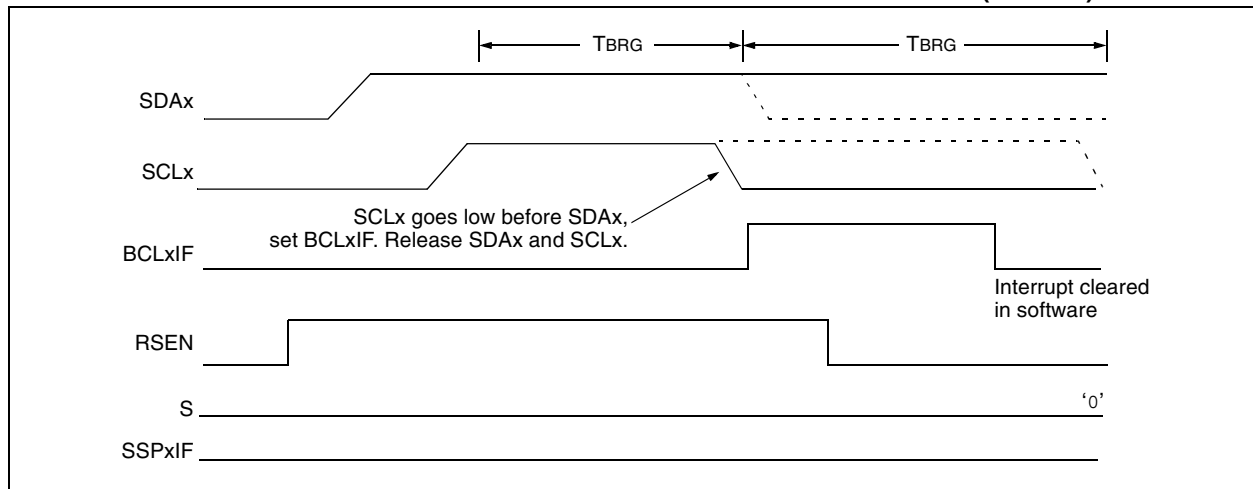 TBRG TBRG
SDAx
SCLx
SCLx goes low before SDAx,
set BCLxIF. Release SDAx and SCLx.
BCLxIF
Interrupt cleared
in software
RSEN
S
‘0’
SSPxIF